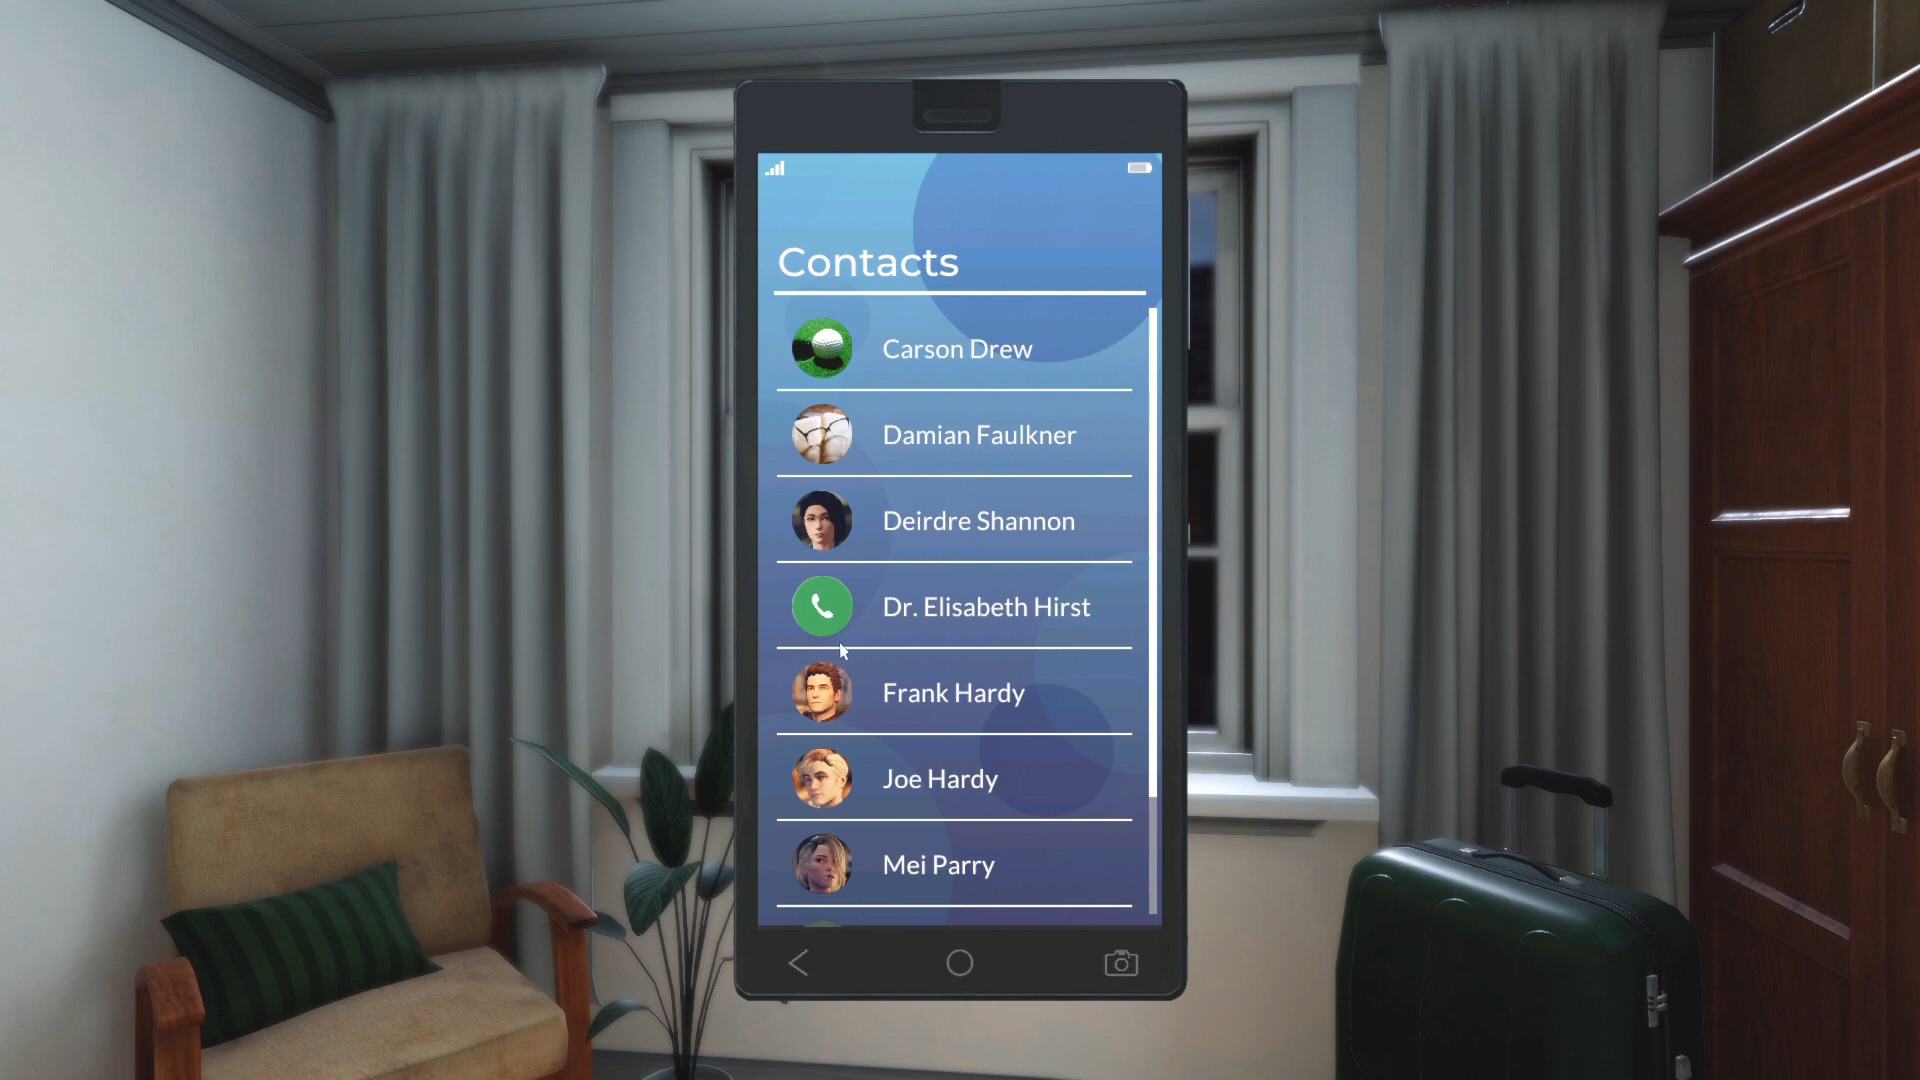 Contacts
Carson Drew
Damian Faulkner
Deirdre Shannon
Dr. Elisabeth Hirst
Frank Hardy
Joe Hardy
Mei Parry